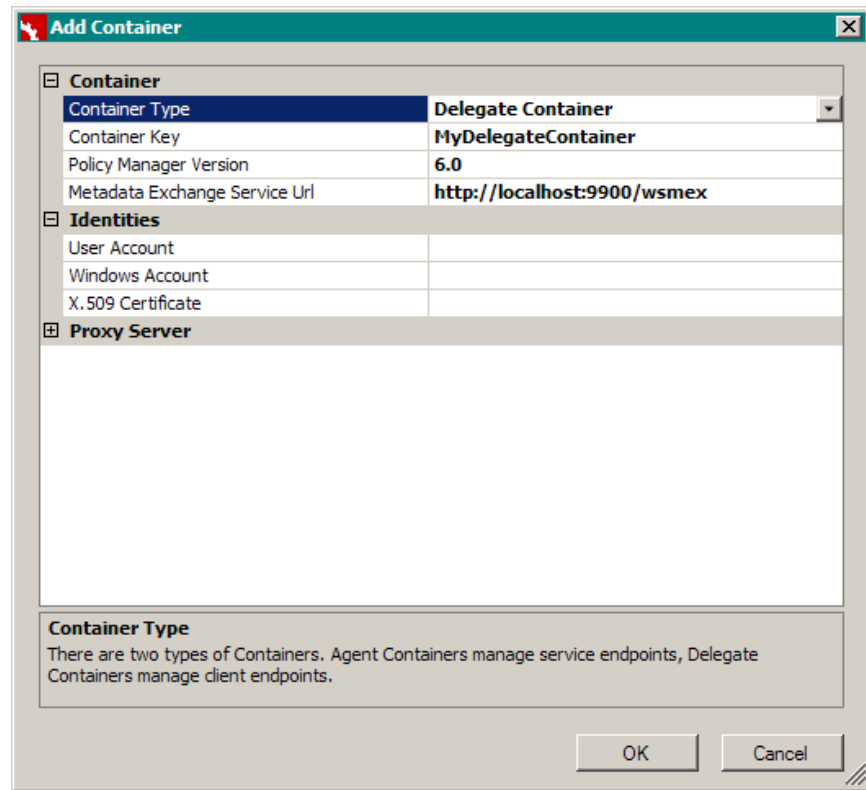 Add Container
Container
Container Type Delegate Container
Container Key MyDelegateContainer
Policy Manager Version 6.0
Metadata Exchange Service Url http://localhost:9900/wsmex
Identities
User Account
Windows Account
X.509 Certificate
Proxy Server
Container Type
There are two types of Containers. Agent Containers manage service endpoints, Delegate
Containers manage client endpoints.
OK Cancel